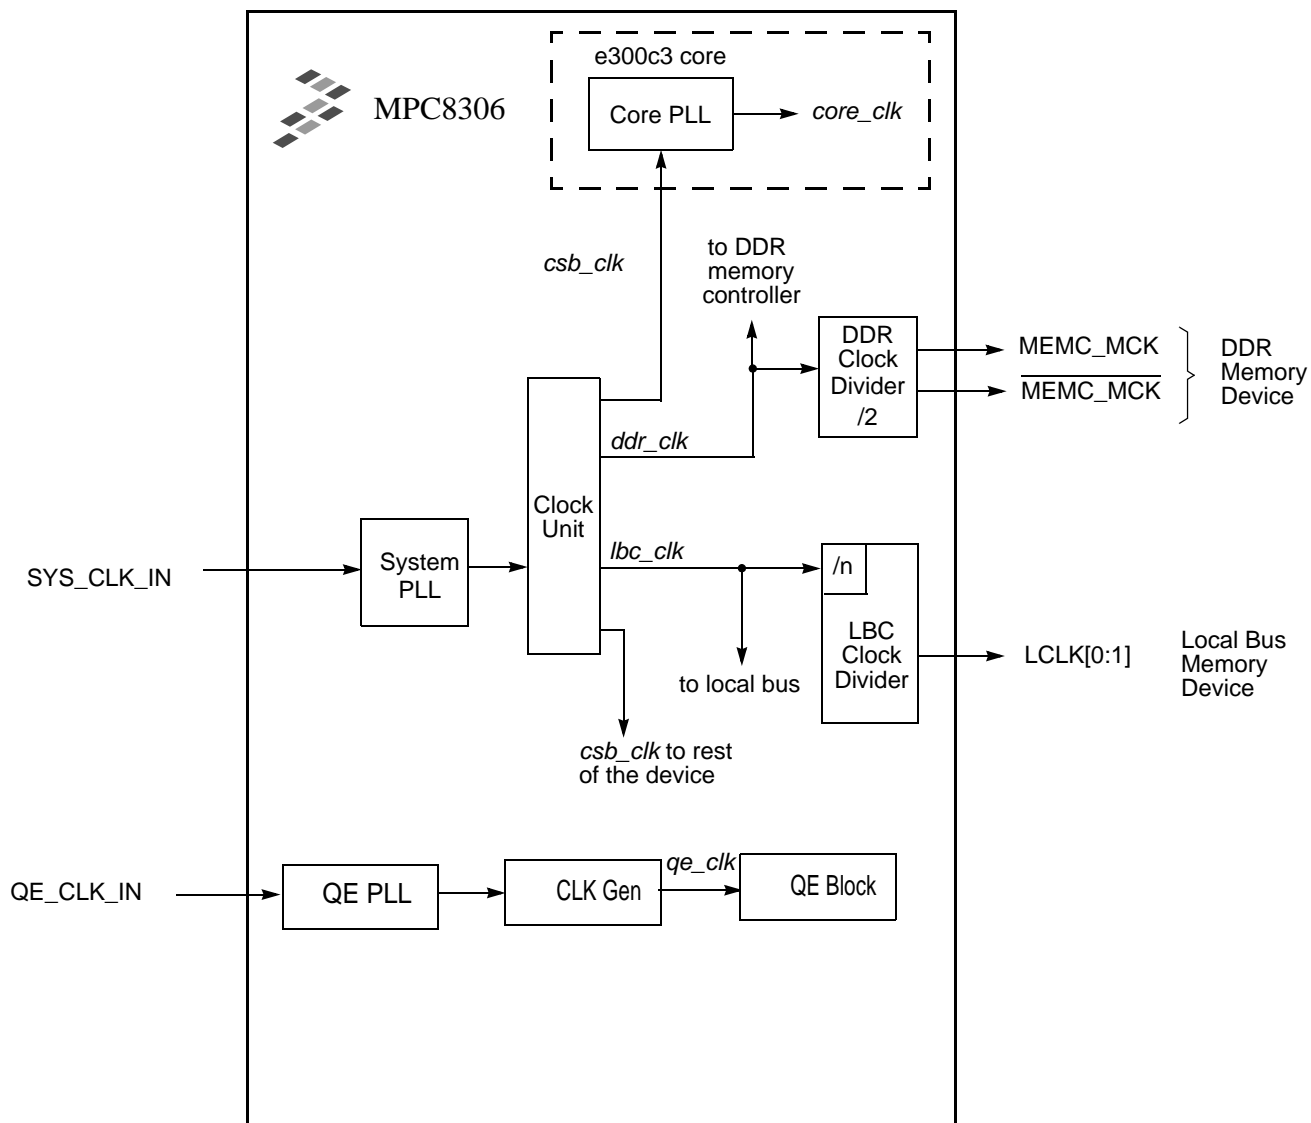 e300c3 core
MPC8306
Core PLL
core_clk
csb_clk
to DDR
memory
controller
DDR
Clock
Divider
/2
MEMC_MCK
MEMC_MCK
DDR
Memory
Device
ddr_clk
Clock
Unit
SYS_CLK_IN
System
PLL
lbc_clk
/n
LBC
Clock
Divider
LCLK[0:1]
Local Bus
Memory
Device
to local bus
csb_clk to rest
of the device
QE_CLK_IN
QE PLL
CLK Gen
qe_clk
QE Block